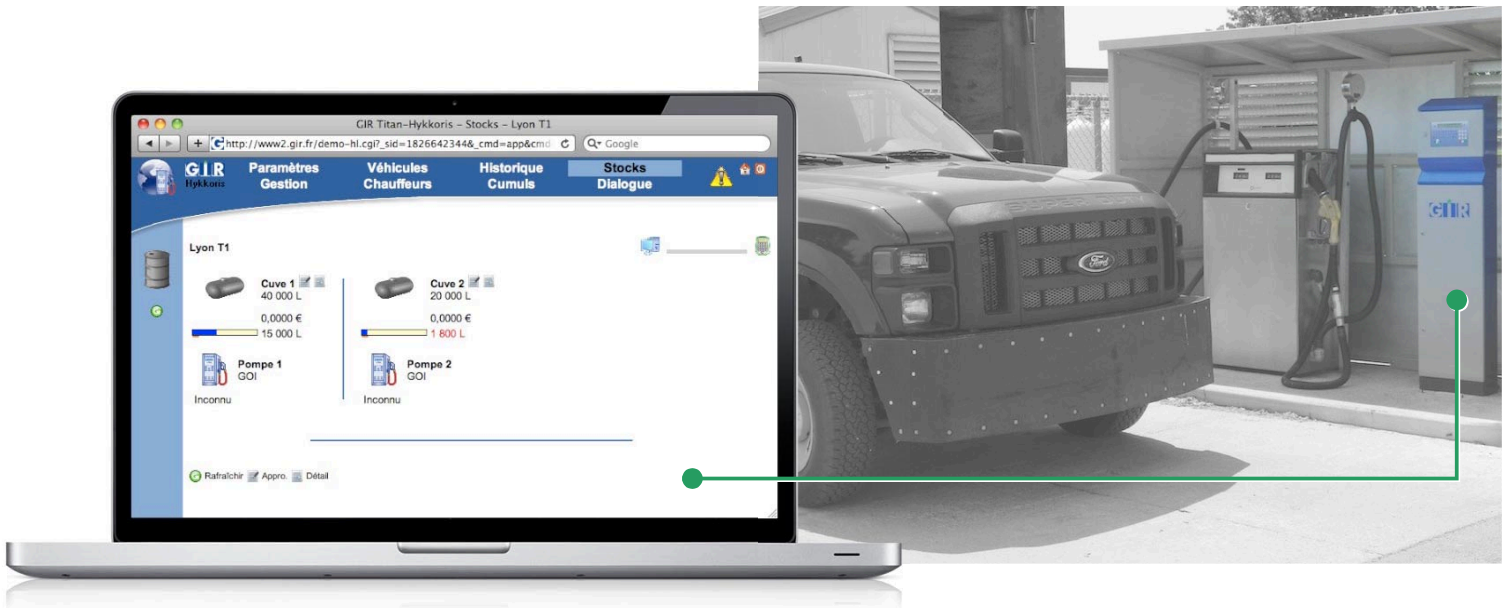 GIR Titan-Hykkoris – Stocks – Lyon T1
http://www2.gir.fr/demo-hl.cgi?_sid=1826642344&_cmd=app&cmd
Google
GIR
Hykkoris
Paramètres
Gestion
Véhicules
Chauffeurs
Historique
Cumuls
Stocks
Dialogue
Lyon T1
Cuve 1
40 000 L
0,0000 €
15 000 L
Pompe 1
GOI
Inconnu
Cuve 2
20 000 L
0,0000 €
1 800 L
Pompe 2
GOI
Inconnu
Rafraîchir Appro. Détail
SUPER DUTY
Ford
GIR